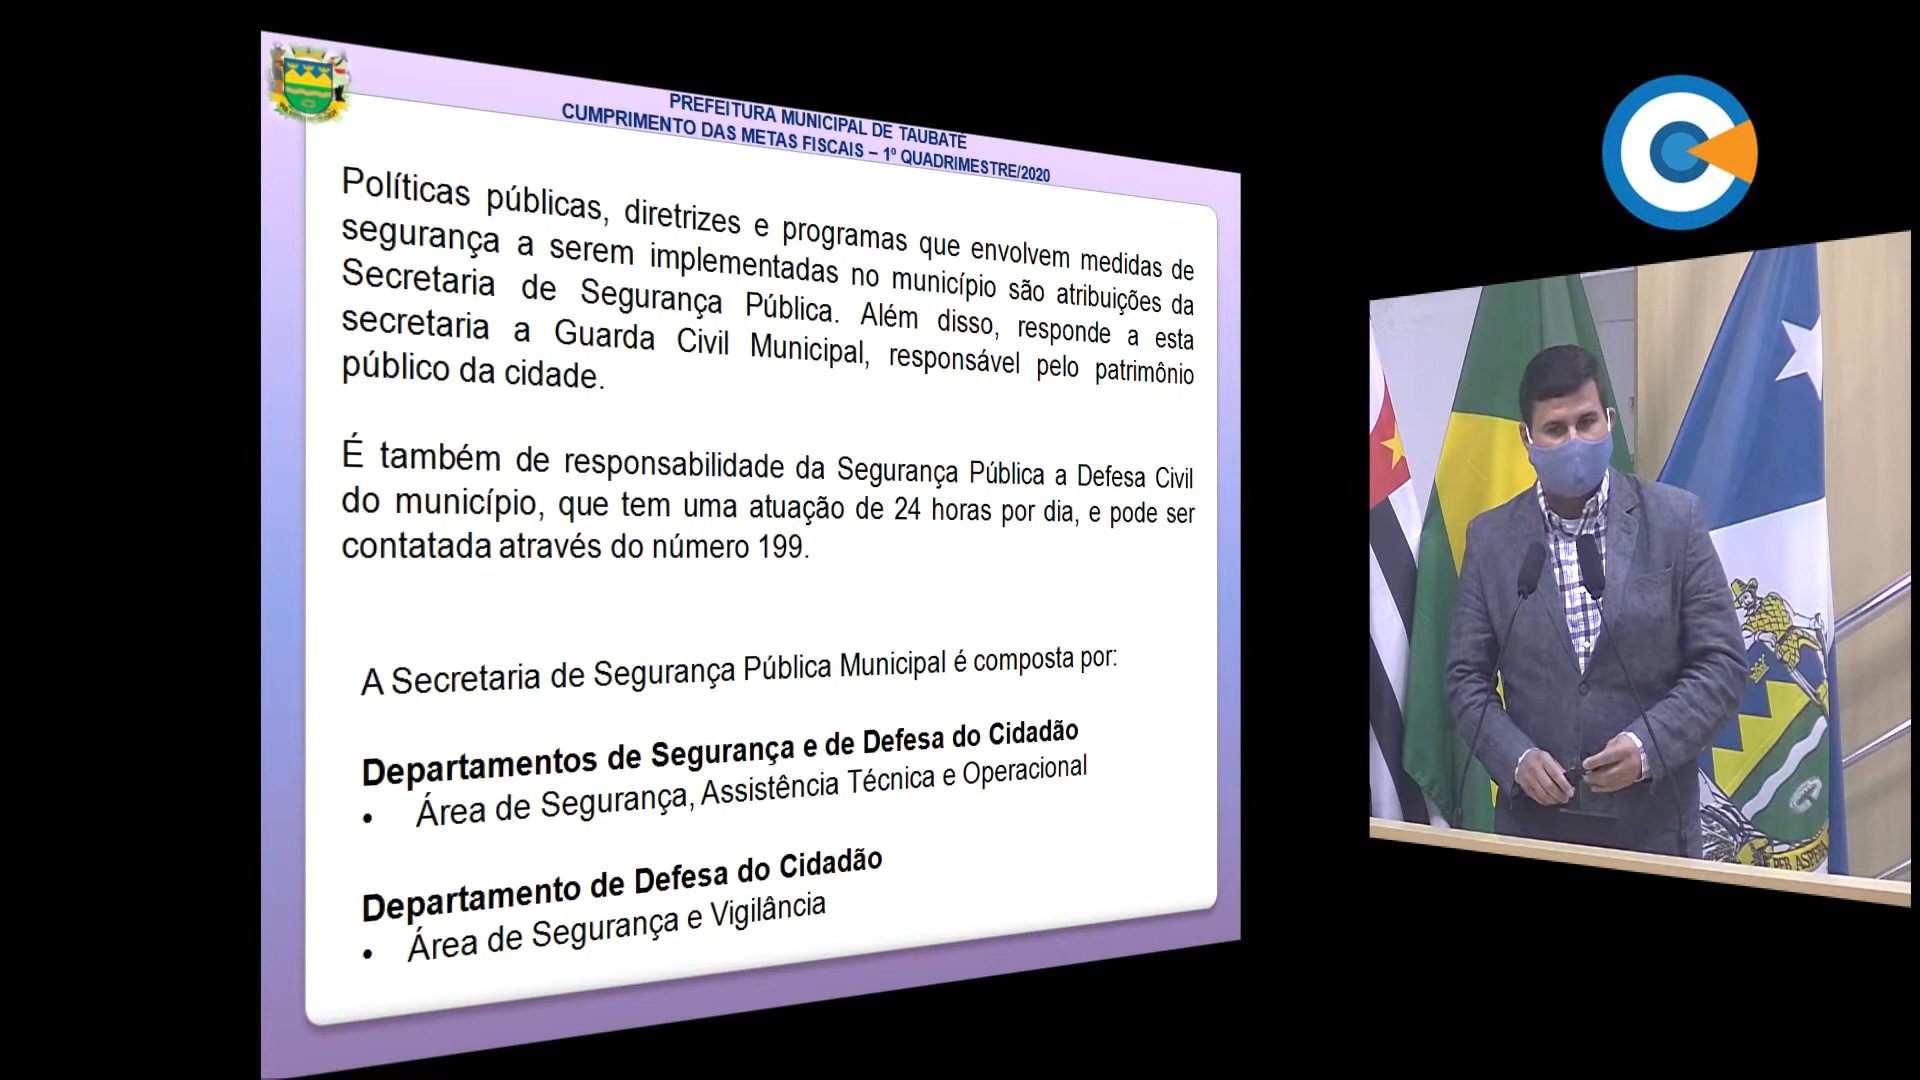 PREFEITURA MUNICIPAL DE TAUBATÉ
CUMPRIMENTO DAS METAS FISCAIS – 1º QUADRIMESTRE/2020
Políticas públicas, diretrizes e programas que envolvem medidas de
segurança a serem implementadas no município são atribuições da
Secretaria de Segurança Pública. Além disso, responde a esta
secretaria a Guarda Civil Municipal, responsável pelo patrimônio
público da cidade.
É também de responsabilidade da Segurança Pública a Defesa Civil
do município, que tem uma atuação de 24 horas por dia, e pode ser
contatada através do número 199.
A Secretaria de Segurança Pública Municipal é composta por:
Departamentos de Segurança e de Defesa do Cidadão
• Área de Segurança, Assistência Técnica e Operacional
Departamento de Defesa do Cidadão
• Área de Segurança e Vigilância
PER ASPERA